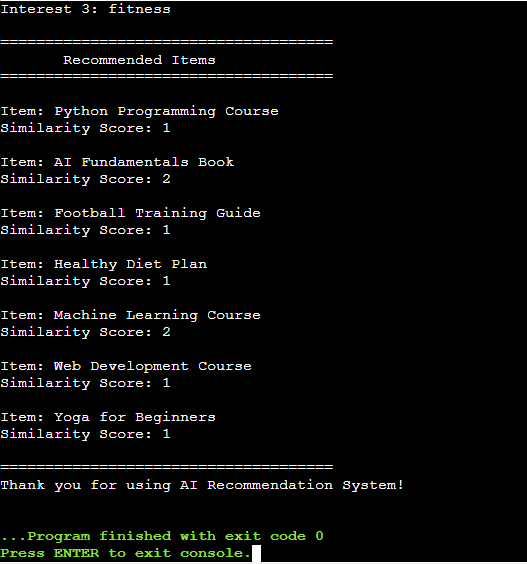 Interest 3: fitness
=====================================
Recommended Items
=====================================
Item: Python Programming Course
Similarity Score: 1
Item: AI Fundamentals Book
Similarity Score: 2
Item: Football Training Guide
Similarity Score: 1
Item: Healthy Diet Plan
Similarity Score: 1
Item: Machine Learning Course
Similarity Score: 2
Item: Web Development Course
Similarity Score: 1
Item: Yoga for Beginners
Similarity Score: 1
=====================================
Thank you for using AI Recommendation System!
...Program finished with exit code 0
Press ENTER to exit console.